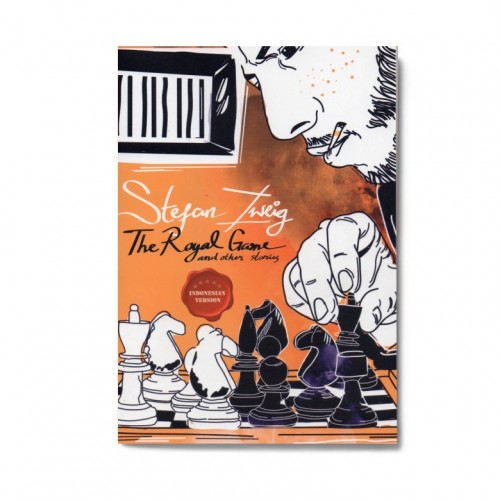 Stefan Zweig
The Royal Game
and other stories
INDONESIAN
VERSION